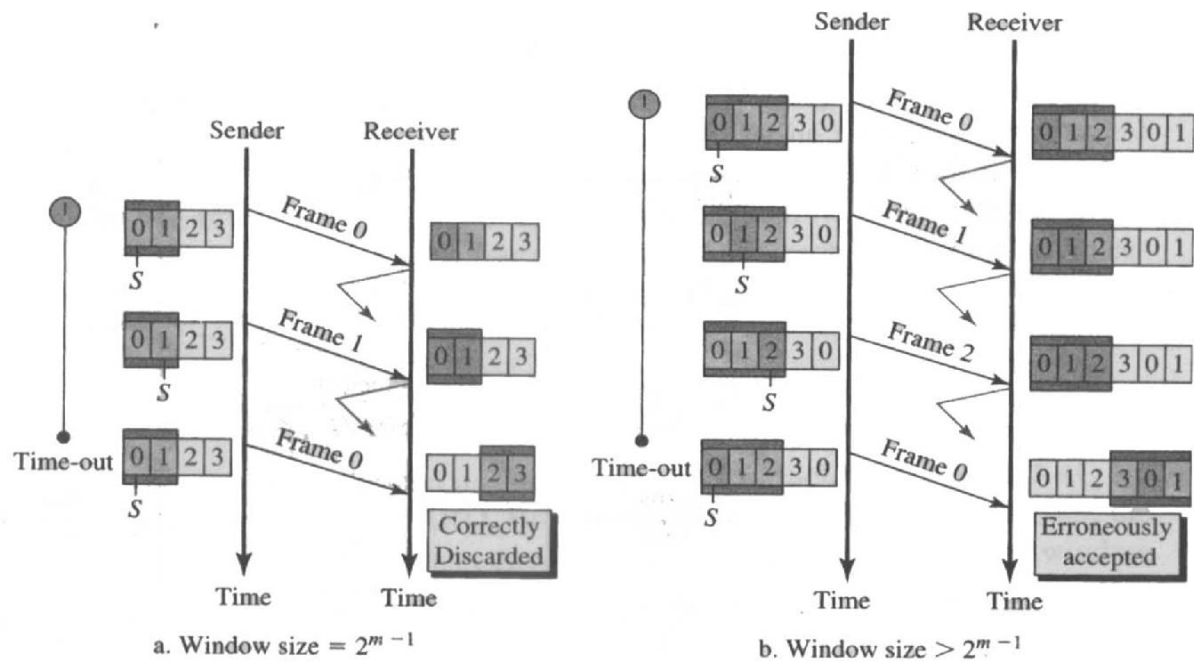 Sender Receiver
1
0 1 2 3
S
Frame 0
0 1 2 3
0 1 2 3
S
Frame 1
0 1 2 3
Time-out
0 1 2 3
S
Frame 0
0 1 2 3
Correctly
Discarded
Time Time
a. Window size = 2^{m-1}
Sender Receiver
1
0 1 2 3 0
S
Frame 0
0 1 2 3 0 1
0 1 2 3 0
S
Frame 1
0 1 2 3 0 1
0 1 2 3 0
S
Frame 2
0 1 2 3 0 1
Time-out
0 1 2 3 0
S
Frame 0
0 1 2 3 0 1
Erroneously
accepted
Time Time
b. Window size > 2^{m-1}